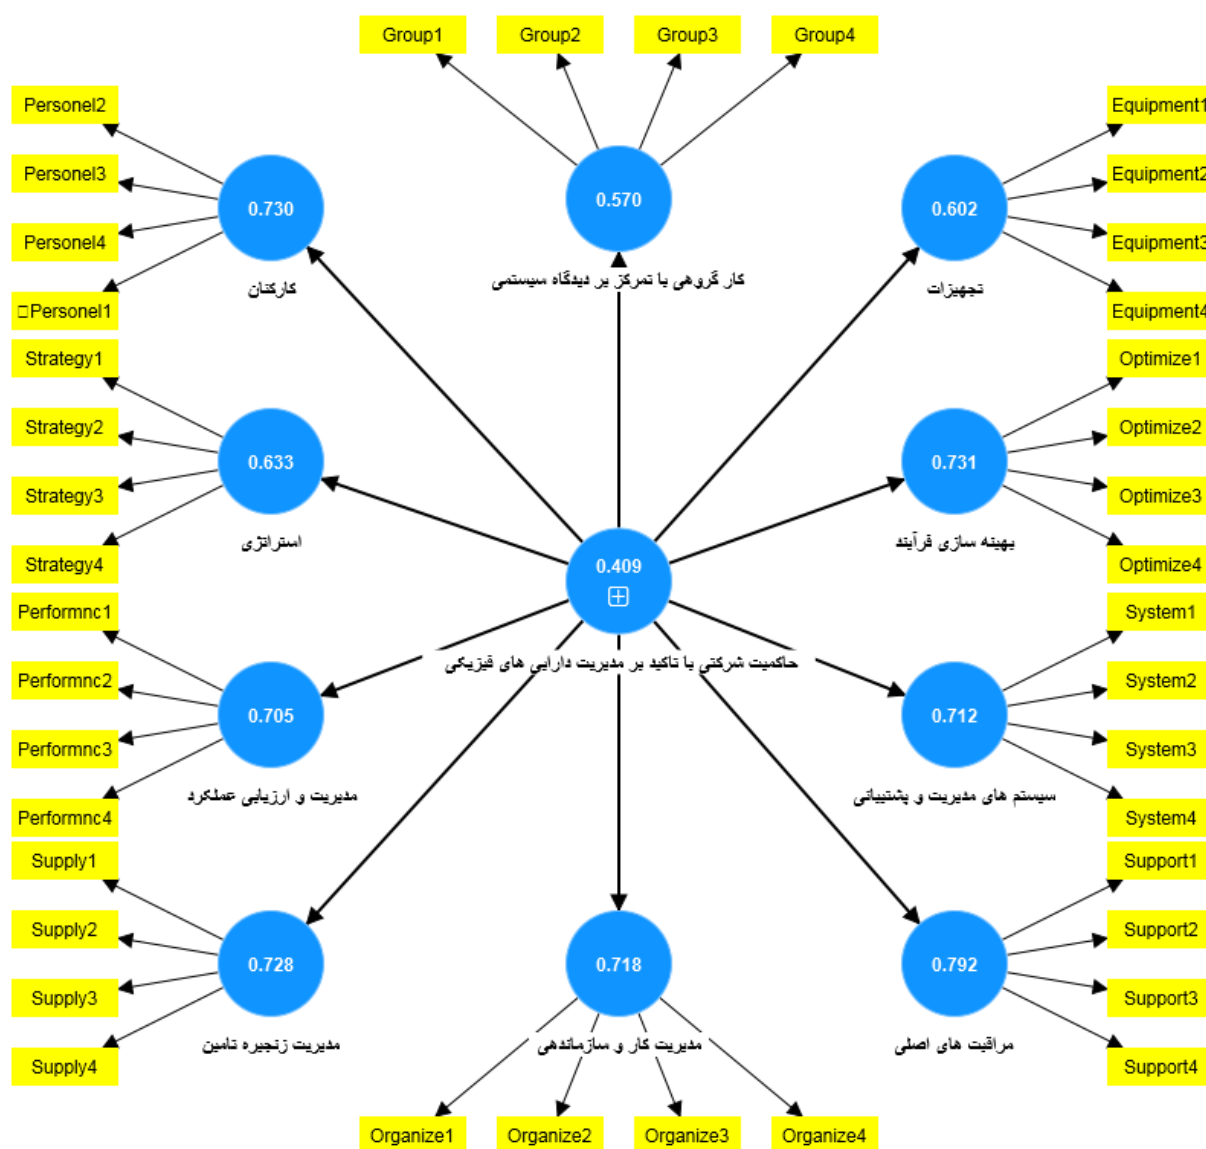 Group1
Group2
Group3
Group4
Personel2
Personel3
Personel4
Personel1
0.730
کارکنان
0.570
کار گروهی با تمرکز بر دیدگاه سیستمی
Equipment1
Equipment2
Equipment3
Equipment4
0.602
تجهیزات
Strategy1
Strategy2
Strategy3
Strategy4
0.633
استراتژی
Optimize1
Optimize2
Optimize3
Optimize4
0.731
بهینه سازی فرآیند
0.409
حاکمیت شرکتی با تاکید بر مدیریت دارایی های فیزیکی
Performnc1
Performnc2
Performnc3
Performnc4
0.705
مدیریت و ارزیابی عملکرد
System1
System2
System3
System4
0.712
سیستم های مدیریت و پشتیبانی
Supply1
Supply2
Supply3
Supply4
0.728
مدیریت زنجیره تامین
0.718
مدیریت کار و سازماندهی
Support1
Support2
Support3
Support4
0.792
مراقبت های اصلی
Organize1
Organize2
Organize3
Organize4